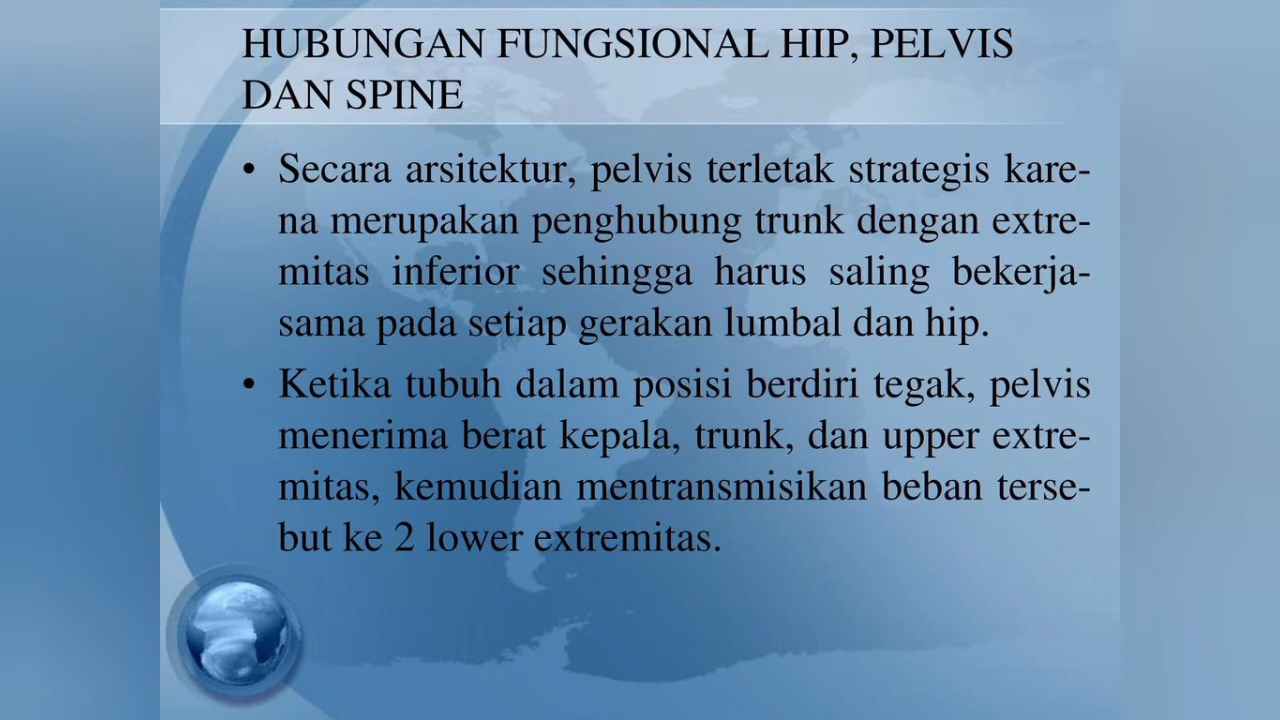 HUBUNGAN FUNGSIONAL HIP, PELVIS
DAN SPINE
• Secara arsitektur, pelvis terletak strategis kare-
na merupakan penghubung trunk dengan extre-
mitas inferior sehingga harus saling bekerja-
sama pada setiap gerakan lumbal dan hip.
• Ketika tubuh dalam posisi berdiri tegak, pelvis
menerima berat kepala, trunk, dan upper extre-
mitas, kemudian mentransmisikan beban terse-
but ke 2 lower extremitas.